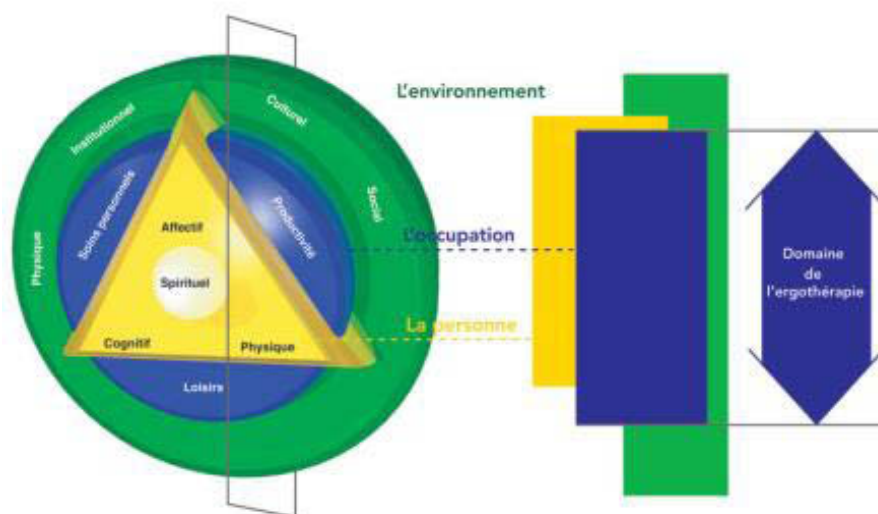 L'environnement
Institutionnel
Culturel
Physique
Social
Soins personnels
Productivité
Loisirs
Affectif
Spirituel
Cognitif
Physique
L'occupation
La personne
Domaine
de
l'ergothérapie